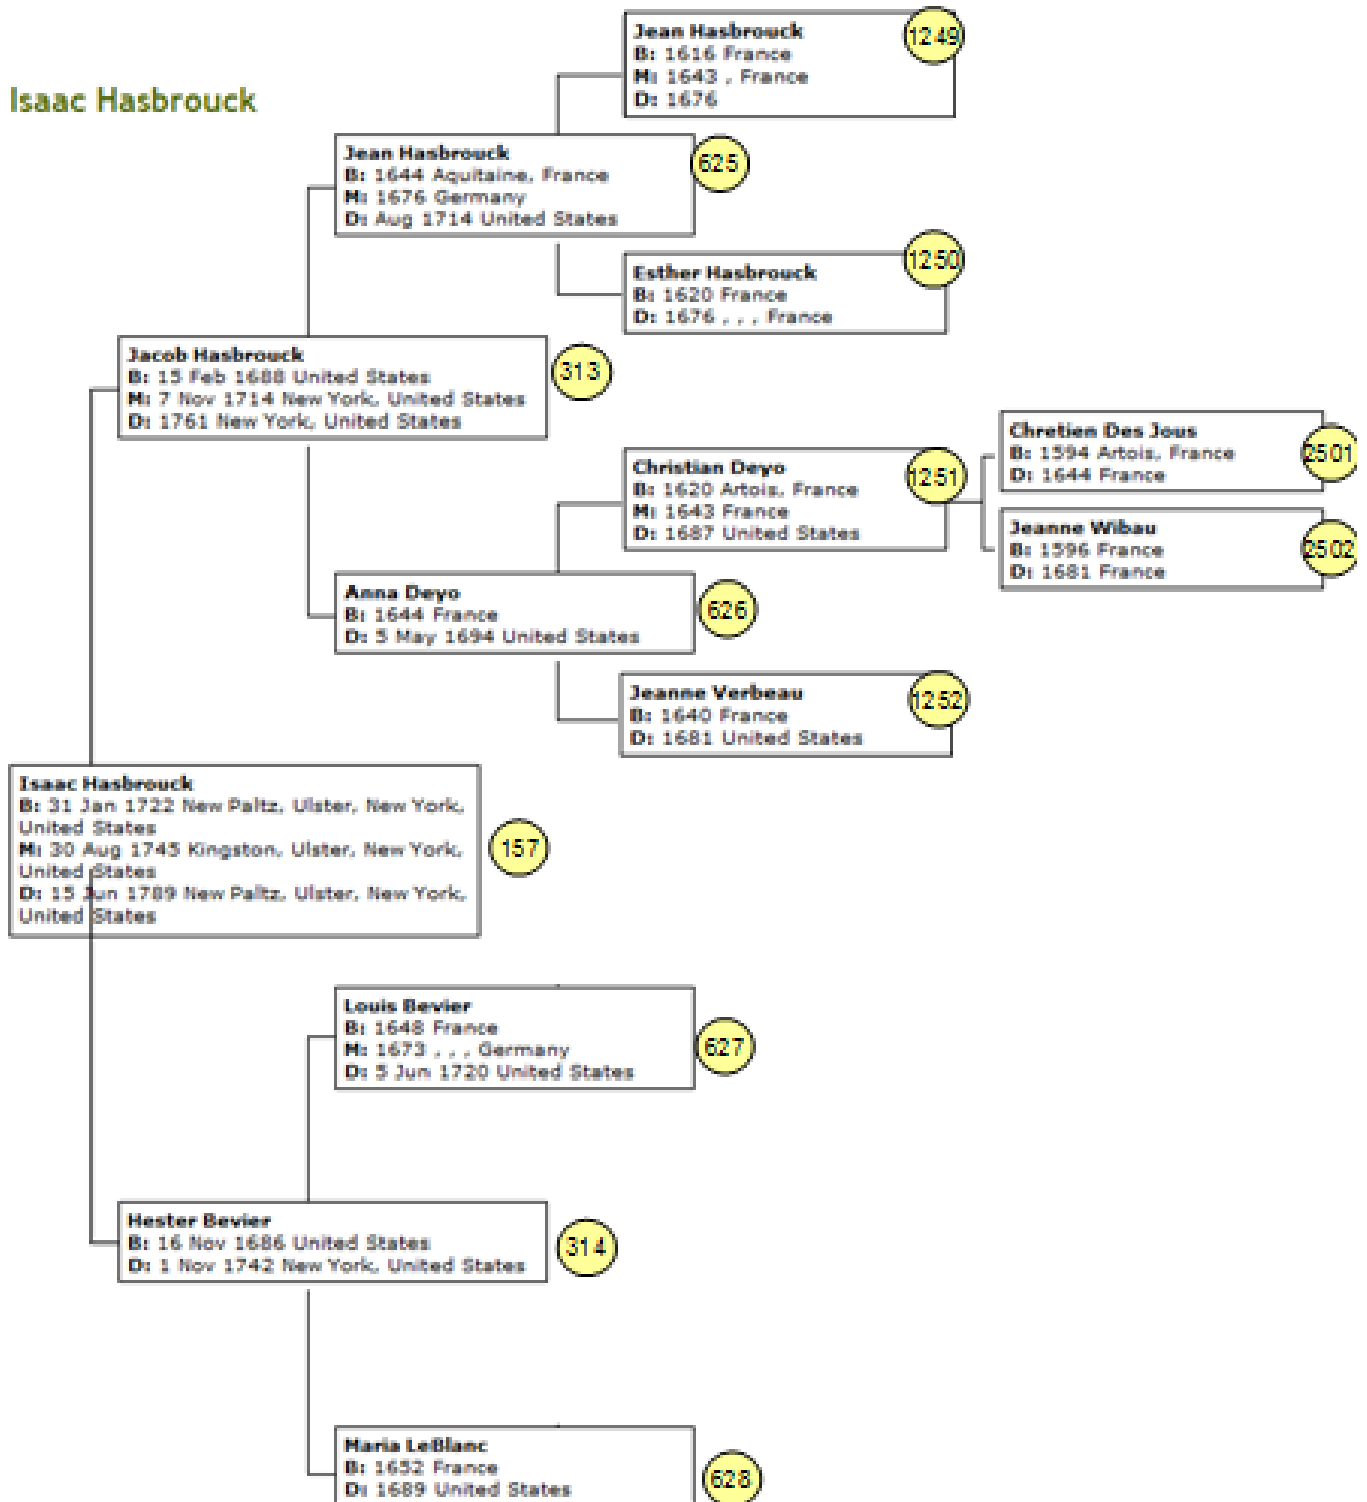 Isaac Hasbrouck
Jean Hasbrouck
B: 1616 France
M: 1643 , France
D: 1676
1249
Jean Hasbrouck
B: 1644 Aquitaine, France
M: 1676 Germany
D: Aug 1714 United States
625
Esther Hasbrouck
B: 1620 France
D: 1676 , , , France
1250
Jacob Hasbrouck
B: 15 Feb 1688 United States
M: 7 Nov 1714 New York, United States
D: 1761 New York, United States
313
Christian Deyo
B: 1620 Artois, France
M: 1643 France
D: 1687 United States
1251
Chretien Des Jous
B: 1594 Artois, France
D: 1644 France
2501
Jeanne Wibau
B: 1596 France
D: 1681 France
2502
Anna Deyo
B: 1644 France
D: 5 May 1694 United States
626
Jeanne Verbeau
B: 1640 France
D: 1681 United States
1252
Isaac Hasbrouck
B: 31 Jan 1722 New Paltz, Ulster, New York,
United States
M: 30 Aug 1745 Kingston, Ulster, New York,
United States
D: 15 Jun 1789 New Paltz, Ulster, New York,
United States
157
Louis Bevier
B: 1648 France
M: 1673 , , , Germany
D: 5 Jun 1720 United States
627
Hester Bevier
B: 16 Nov 1686 United States
D: 1 Nov 1742 New York, United States
314
Maria LeBlanc
B: 1652 France
D: 1689 United States
628